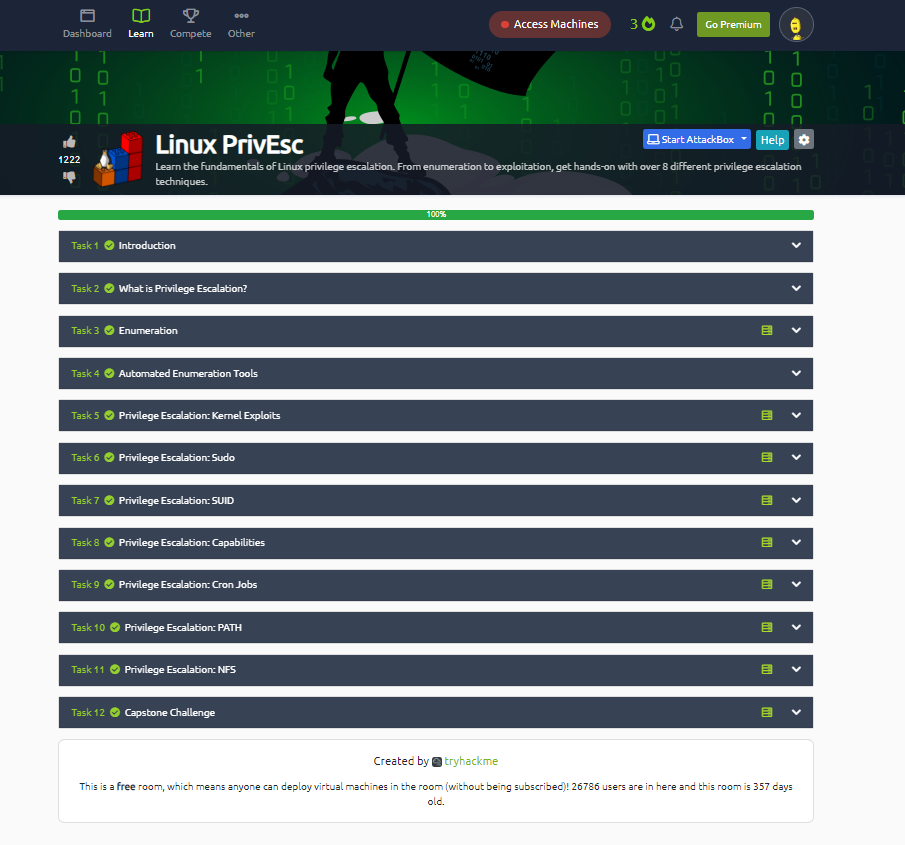 Dashboard
Learn
Compete
Other
Access Machines
3
Go Premium
1222
Linux PrivEsc
Start AttackBox
Help
Learn the fundamentals of Linux privilege escalation. From enumeration to exploitation, get hands-on with over 8 different privilege escalation
techniques.
100%
Task 1 Introduction
Task 2 What is Privilege Escalation?
Task 3 Enumeration
Task 4 Automated Enumeration Tools
Task 5 Privilege Escalation: Kernel Exploits
Task 6 Privilege Escalation: Sudo
Task 7 Privilege Escalation: SUID
Task 8 Privilege Escalation: Capabilities
Task 9 Privilege Escalation: Cron Jobs
Task 10 Privilege Escalation: PATH
Task 11 Privilege Escalation: NFS
Task 12 Capstone Challenge
Created by tryhackme
This is a free room, which means anyone can deploy virtual machines in the room (without being subscribed)! 26786 users are in here and this room is 357 days
old.